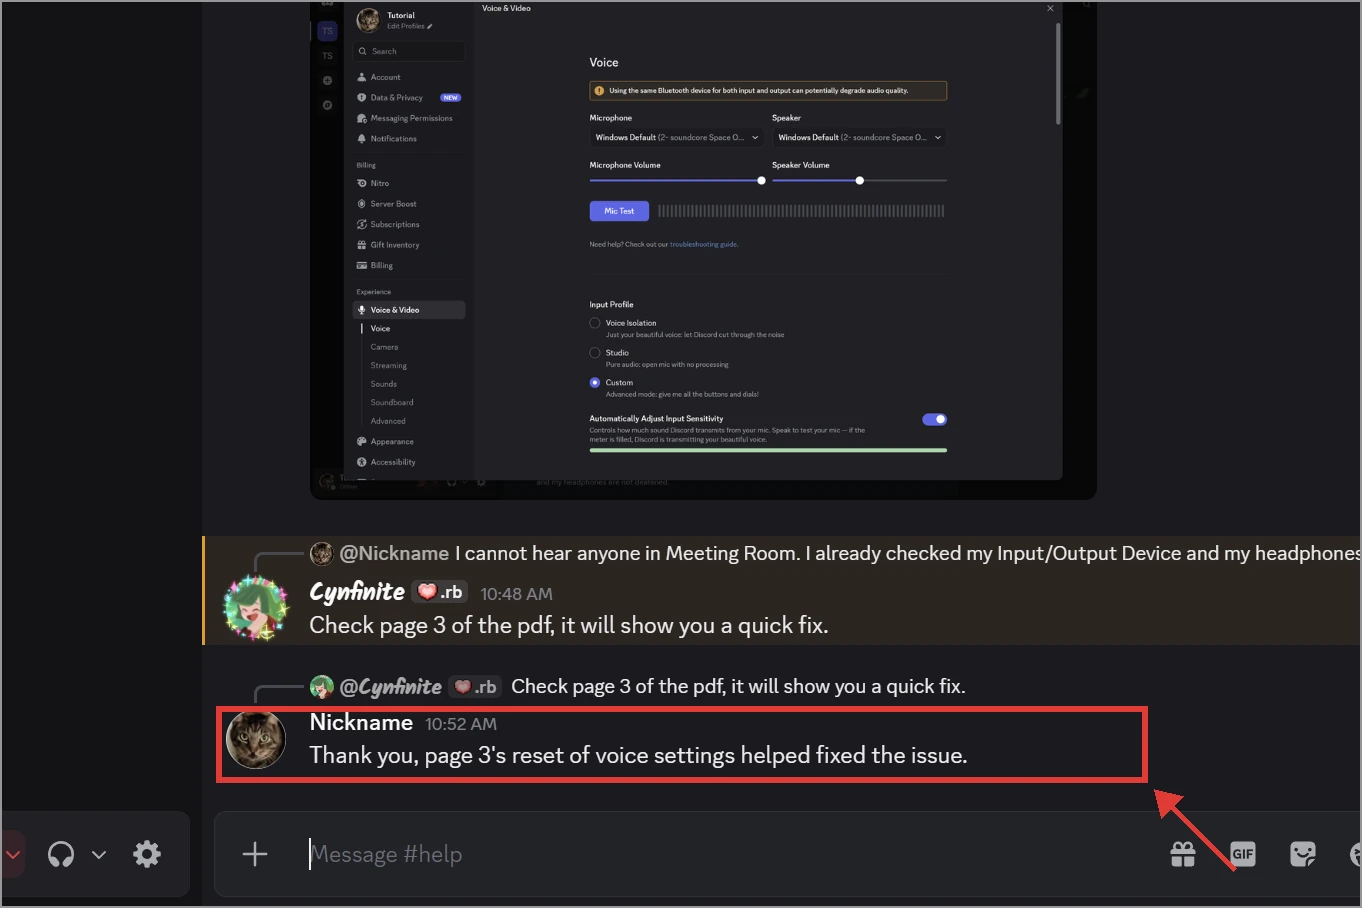 Tutorial
Voice & Video
Edit Profiles
TS
Search
TS
Account
Data & Privacy NEW
Messaging Permissions
Notifications
Billing
Nitro
Server Boost
Subscriptions
Gift Inventory
Billing
Experience
Voice & Video
Voice
Camera
Streaming
Sounds
Soundboard
Advanced
Appearance
Accessibility
Voice
Using the same Bluetooth device for both input and output can potentially degrade audio quality.
Microphone Speaker
Windows Default (2- soundcore Space O... Windows Default (2- soundcore Space O...
Microphone Volume Speaker Volume
Mic Test
Need help? Check out our troubleshooting guide.
Input Profile
Voice Isolation
Just your beautiful voice: let Discord cut through the noise
Studio
Pure audio: open mic with no processing
Custom
Advanced mode: give me all the buttons and dials!
Automatically Adjust Input Sensitivity
Controls how much sound Discord transmits from your mic. Speak to test your mic — if the
meter is filled, Discord is transmitting your beautiful voice.
and my headphones are not deafened.
@Nickname I cannot hear anyone in Meeting Room. I already checked my Input/Output Device and my headphones
Cynfinite .rb 10:48 AM
Check page 3 of the pdf, it will show you a quick fix.
@Cynfinite .rb Check page 3 of the pdf, it will show you a quick fix.
Nickname 10:52 AM
Thank you, page 3's reset of voice settings helped fixed the issue.
Message #help
GIF